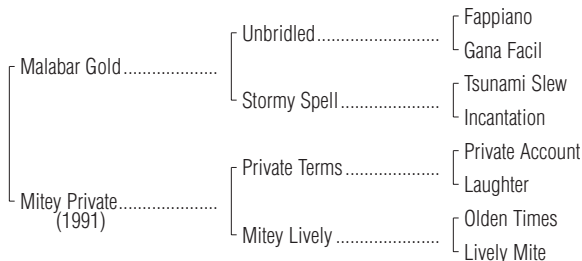 Fappiano
Unbridled
Gana Facil
Malabar Gold
Tsunami Slew
Stormy Spell
Incantation
Private Account
Private Terms
Laughter
Mitey Private
(1991)
Olden Times
Mitey Lively
Lively Mite